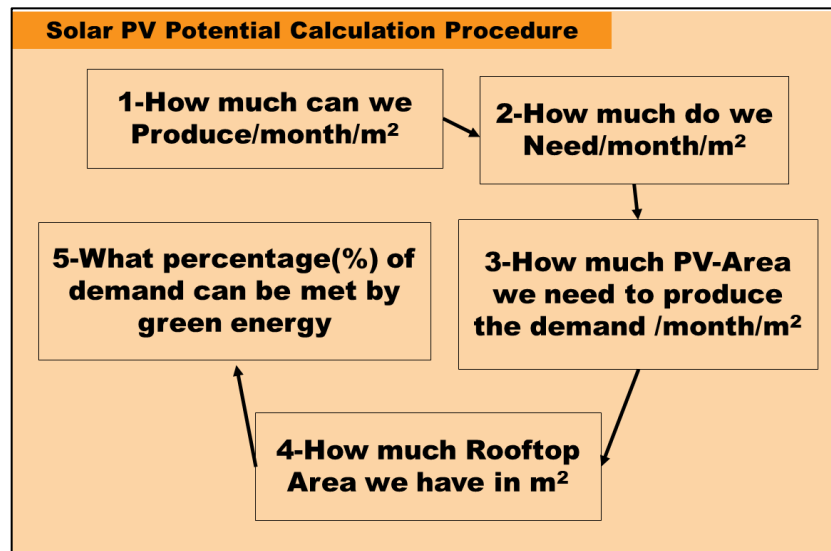 Solar PV Potential Calculation Procedure
1-How much can we
Produce/month/m²
2-How much do we
Need/month/m²
3-How much PV-Area
we need to produce
the demand /month/m²
4-How much Rooftop
Area we have in m²
5-What percentage(%) of
demand can be met by
green energy